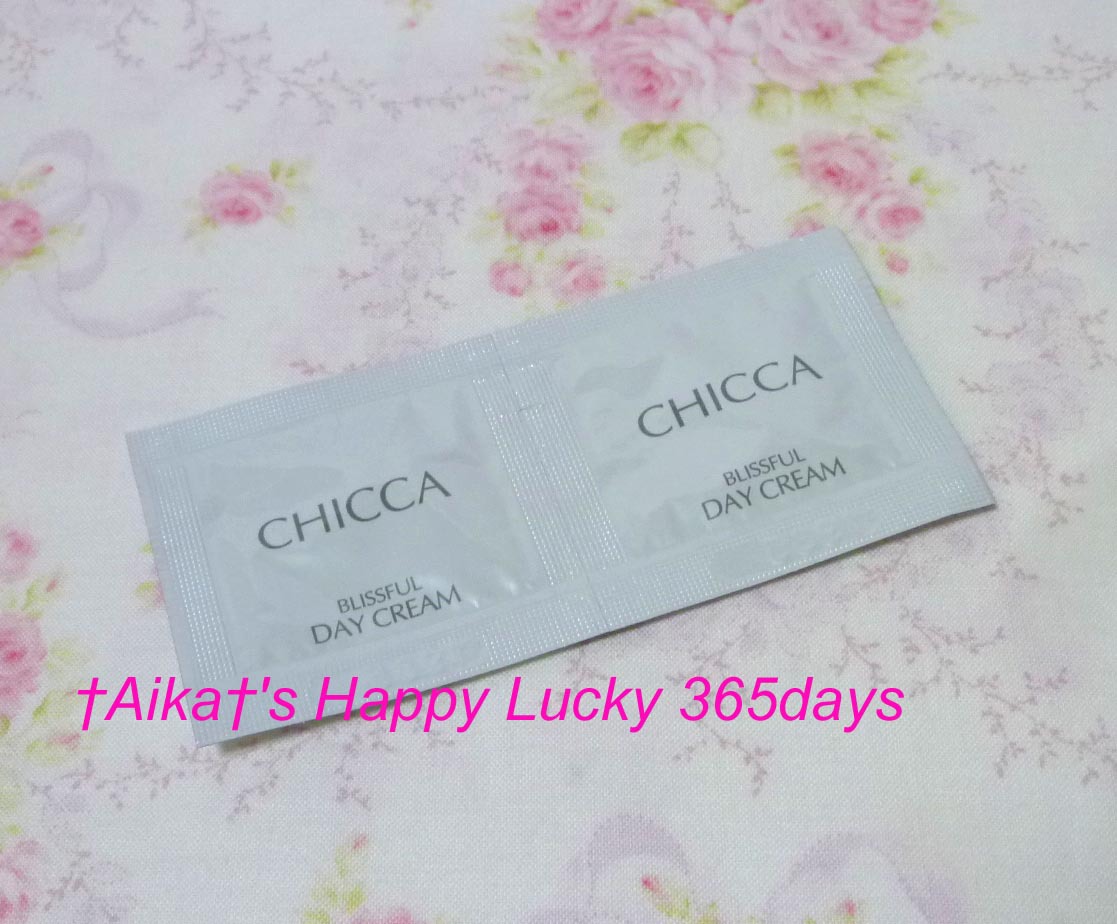 CHICCA
BLISSFUL
DAY CREAM
CHICCA
BLISSFUL
DAY CREAM
†Aika†'s Happy Lucky 365days